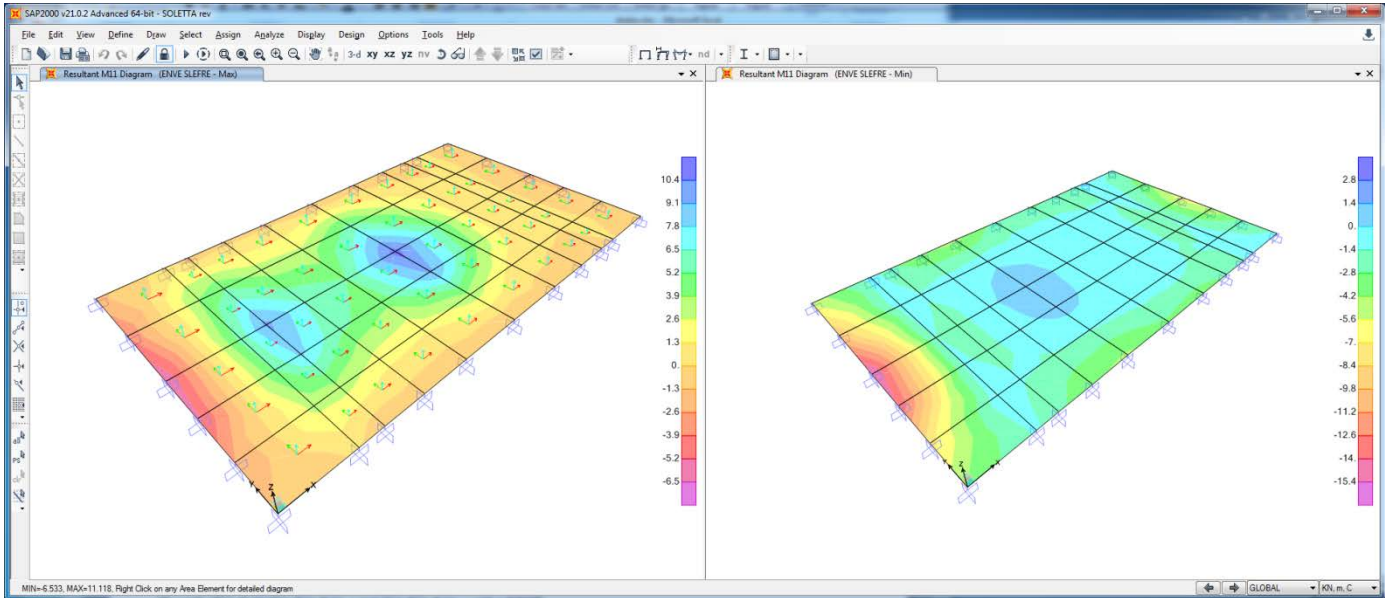 SAP2000 v21.0.2 Advanced 64-bit - SOLETTA rev
File Edit View Define Draw Select Assign Analyze Display Design Options Tools Help
3-d xy xz yz nv nd
Resultant M11 Diagram (ENVE SLEFRE - Max)
Resultant M11 Diagram (ENVE SLEFRE - Min)
10.4
9.1
7.8
6.5
5.2
3.9
2.6
1.3
0.
-1.3
-2.6
-3.9
-5.2
-6.5
Y Z X
2.8
1.4
0.
-1.4
-2.8
-4.2
-5.6
-7.
-8.4
-9.8
-11.2
-12.6
-14.
-15.4
Y Z X
all
PS
MIN=-6.533, MAX=11.118, Right Click on any Area Element for detailed diagram
GLOBAL
KN, m, C